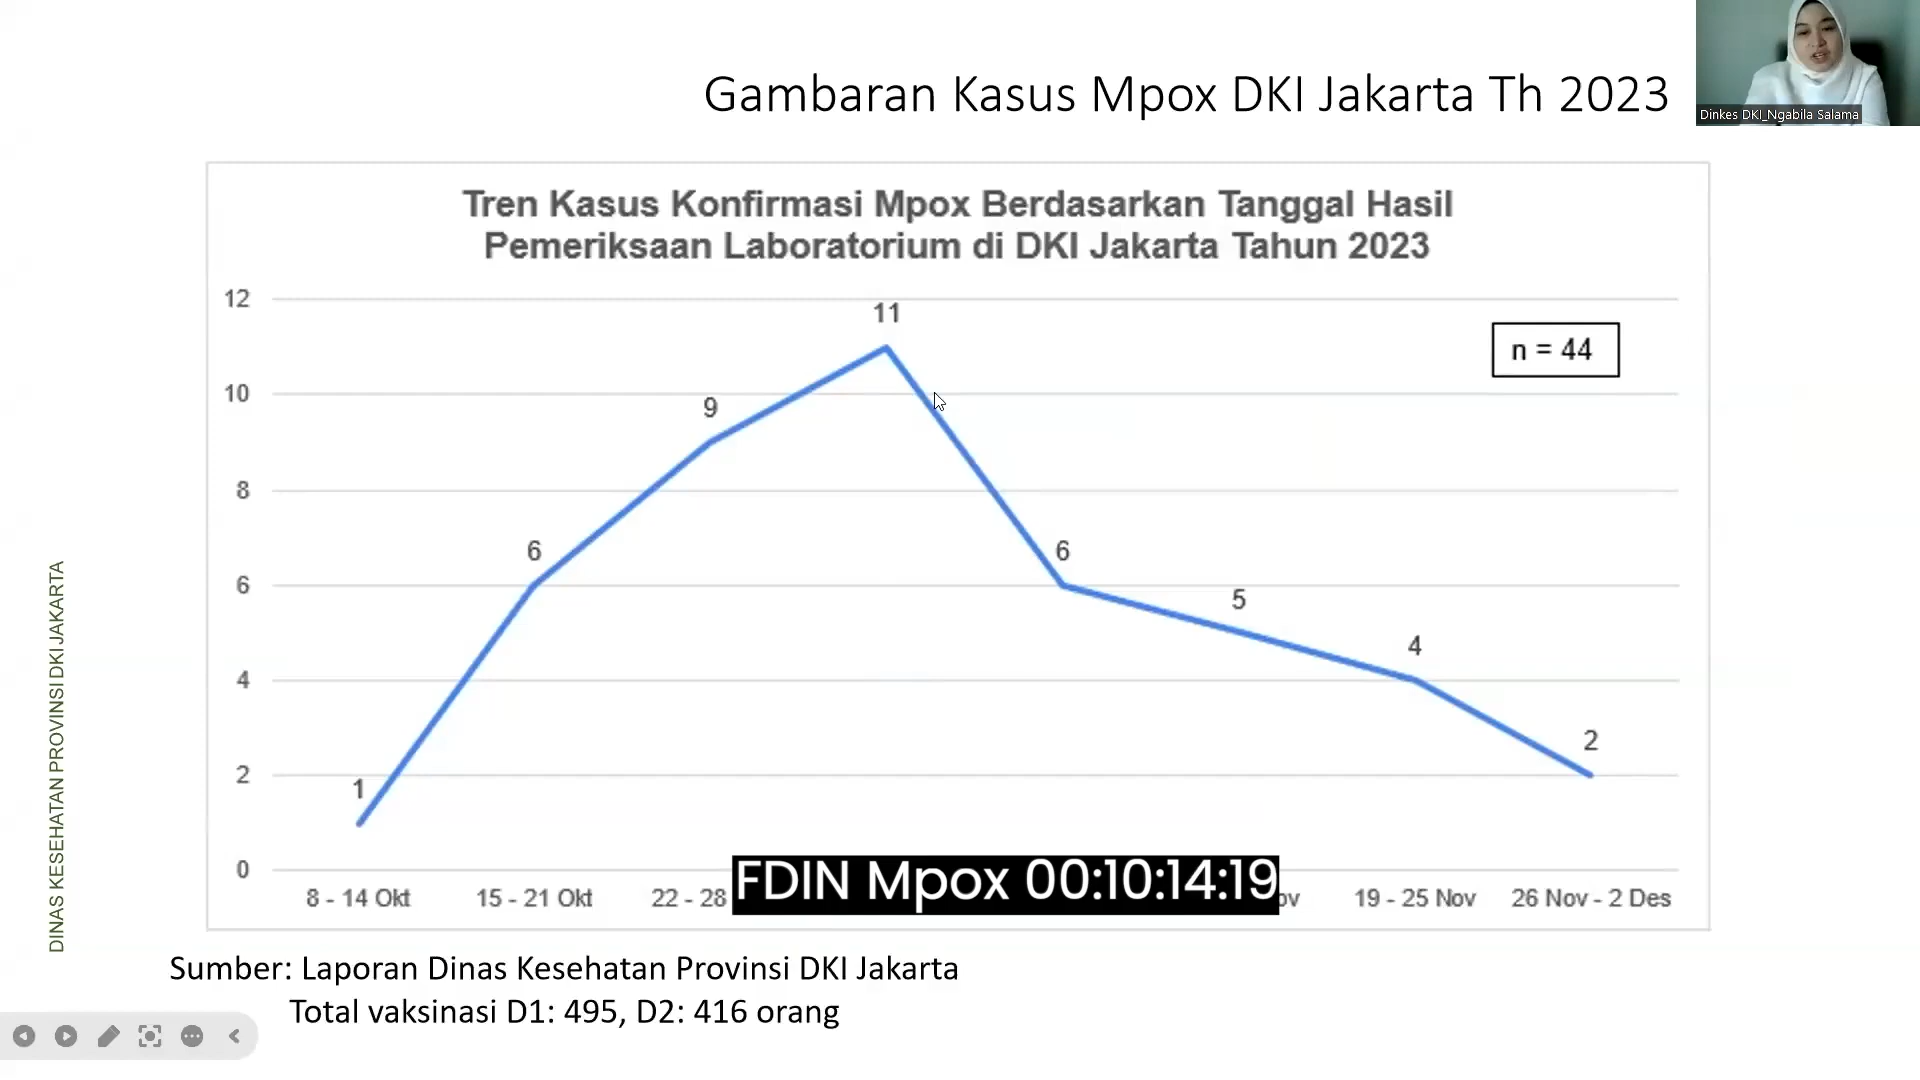 Gambaran Kasus Mpox DKI Jakarta Th 2023
Dinkes DKI_Ngabila Salama
Tren Kasus Konfirmasi Mpox Berdasarkan Tanggal Hasil
Pemeriksaan Laboratorium di DKI Jakarta Tahun 2023
n = 44
12
10
8
6
4
2
0
1
6
9
11
6
5
4
2
8 - 14 Okt
15 - 21 Okt
22 - 28
19 - 25 Nov
26 Nov - 2 Des
FDIN Mpox 00:10:14:19
DINAS KESEHATAN PROVINSI DKI JAKARTA
Sumber: Laporan Dinas Kesehatan Provinsi DKI Jakarta
Total vaksinasi D1: 495, D2: 416 orang